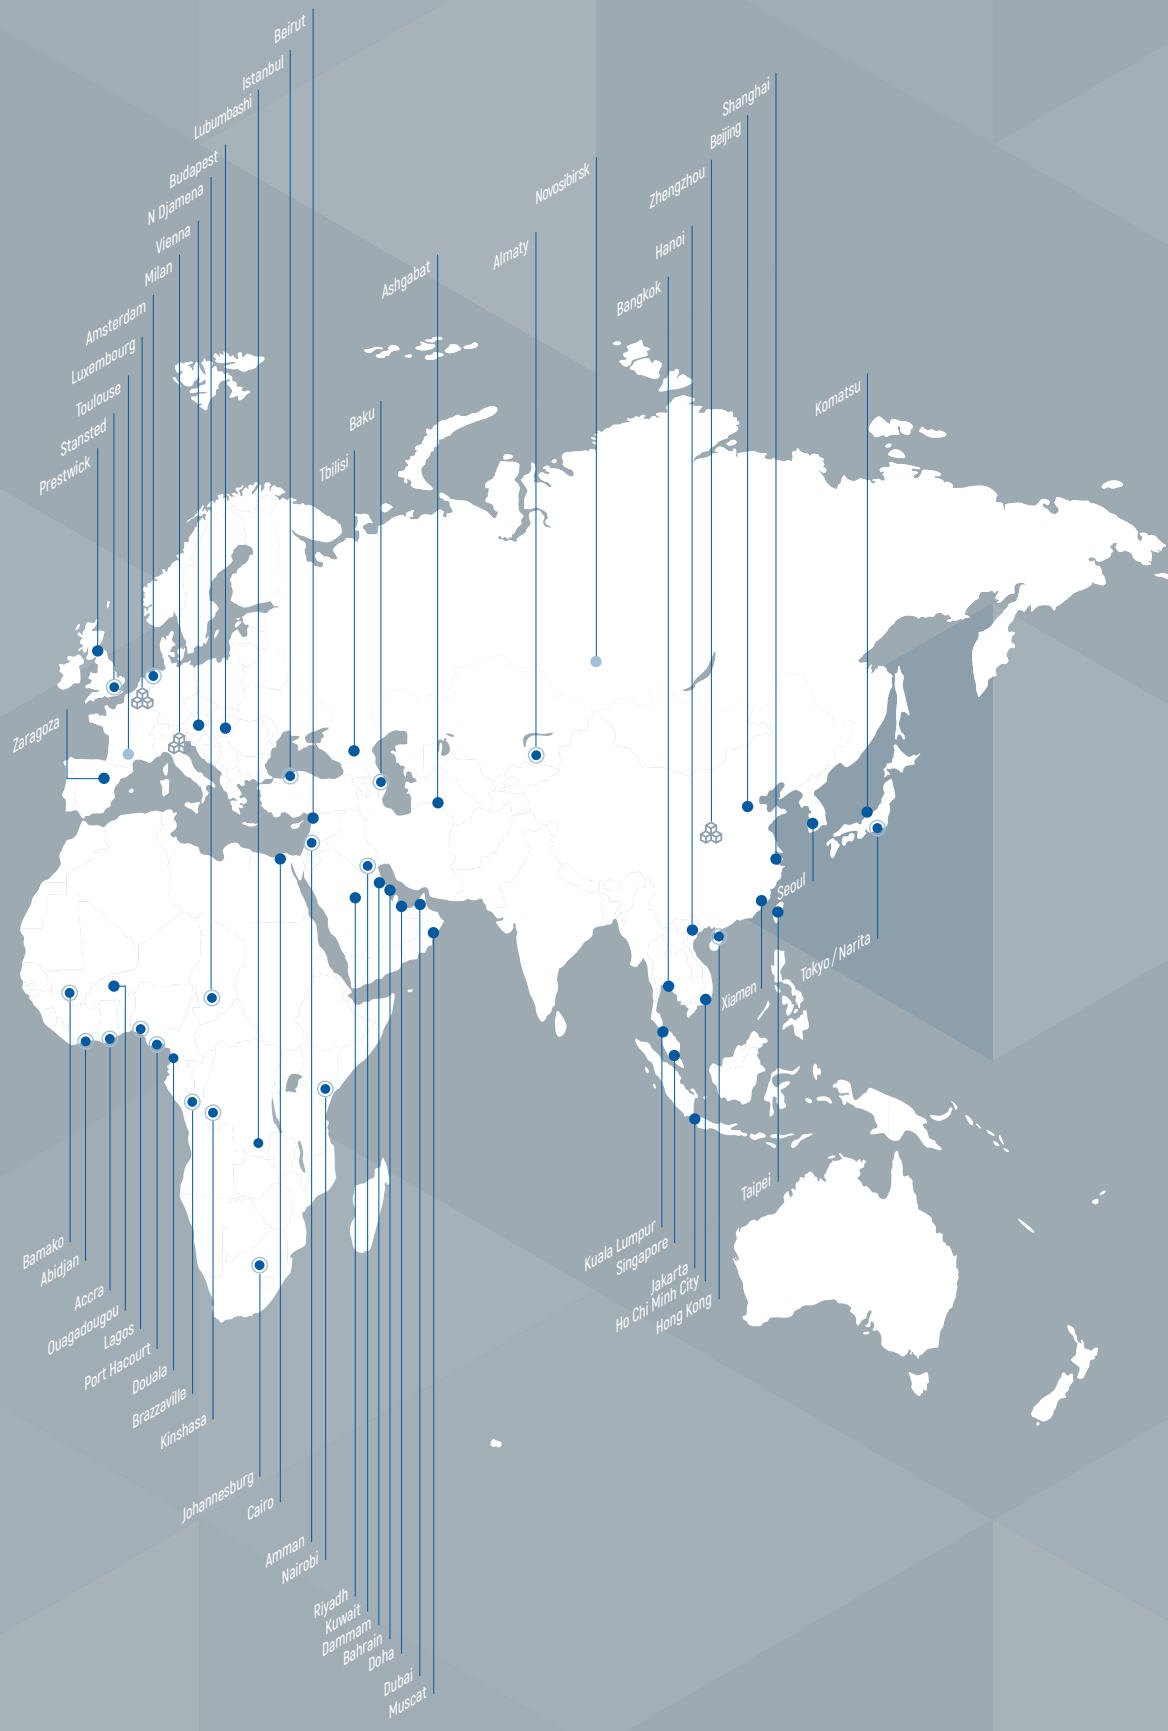 Beirut
Istanbul
Lubumbashi
Budapest
N Djamena
Vienna
Milan
Amsterdam
Luxembourg
Toulouse
Stansted
Prestwick
Zaragoza
Tbilisi
Baku
Ashgabat
Almaty
Novosibirsk
Shanghai
Beijing
Zhengzhou
Hanoi
Bangkok
Komatsu
Seoul
Tokyo / Narita
Xiamen
Taipei
Kuala Lumpur
Singapore
Jakarta
Ho Chi Minh City
Hong Kong
Bamako
Abidjan
Accra
Ouagadougou
Lagos
Port Hacourt
Douala
Brazzaville
Kinshasa
Johannesburg
Cairo
Amman
Nairobi
Riyadh
Kuwait
Dammam
Bahrain
Doha
Dubai
Muscat